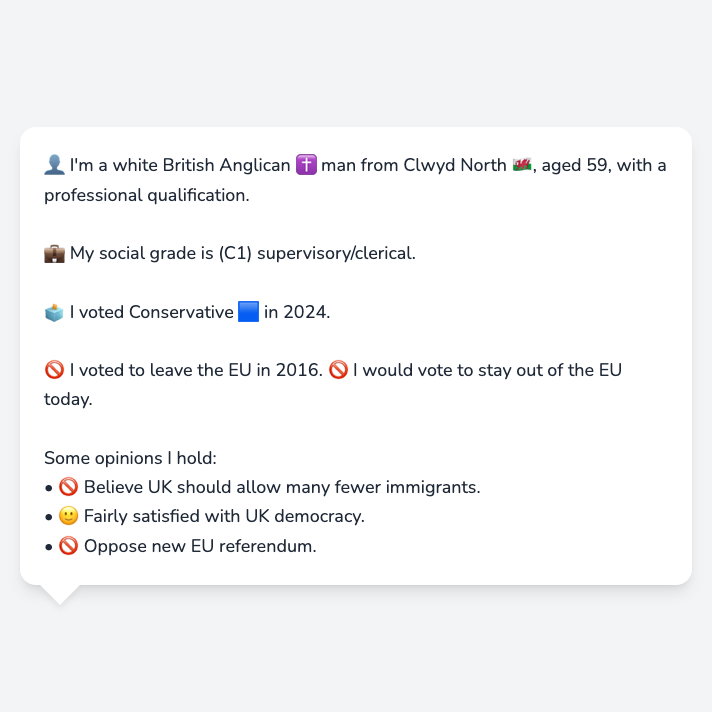 👤 I'm a white British Anglican ✝️ man from Clwyd North 🏴󠁧󠁢󠁷󠁬󠁳󠁿, aged 59, with a
professional qualification.
💼 My social grade is (C1) supervisory/clerical.
🗳️ I voted Conservative 🟦 in 2024.
🚫 I voted to leave the EU in 2016. 🚫 I would vote to stay out of the EU
today.
Some opinions I hold:
• 🚫 Believe UK should allow many fewer immigrants.
• 🙂 Fairly satisfied with UK democracy.
• 🚫 Oppose new EU referendum.